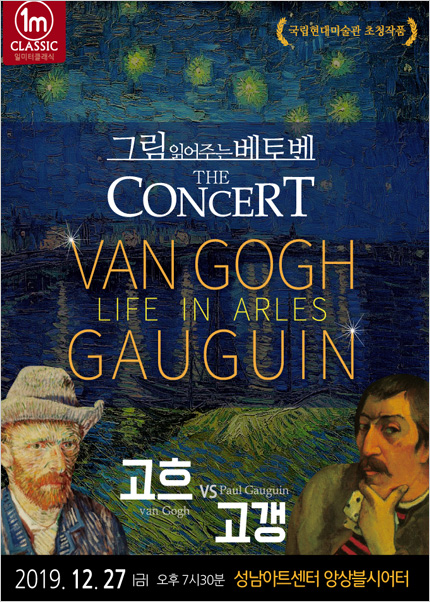 1m
CLASSIC
일미터클래식
국립현대미술관 초청작품
그림 읽어주는 베토벤
THE
CONCERT
VAN GOGH
LIFE IN ARLES
GAUGUIN
고흐
van Gogh
VS Paul Gauguin
고갱
2019. 12. 27 |금| 오후 7시30분 성남아트센터 앙상블시어터